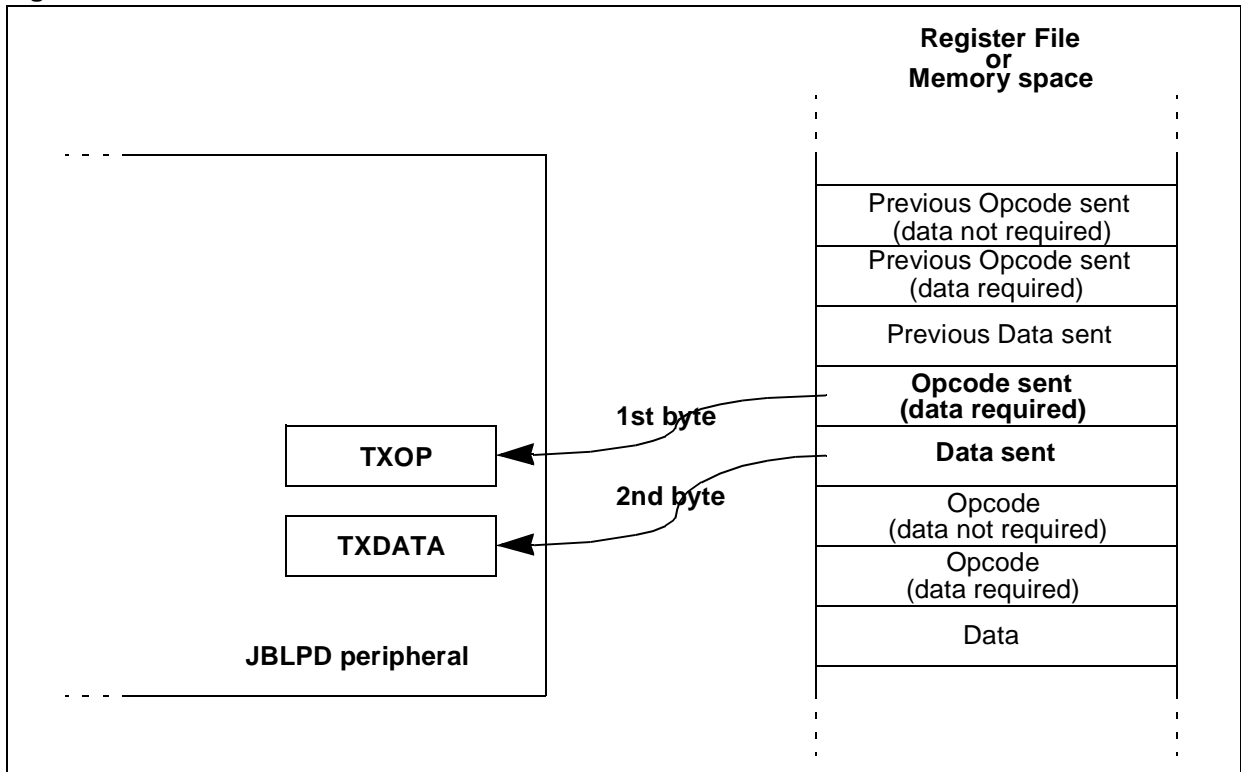 Register File
or
Memory space
Previous Opcode sent
(data not required)
Previous Opcode sent
(data required)
Previous Data sent
Opcode sent
(data required)
1st byte
TXOP
Data sent
2nd byte
TXDATA
Opcode
(data not required)
Opcode
(data required)
Data
JBLPD peripheral